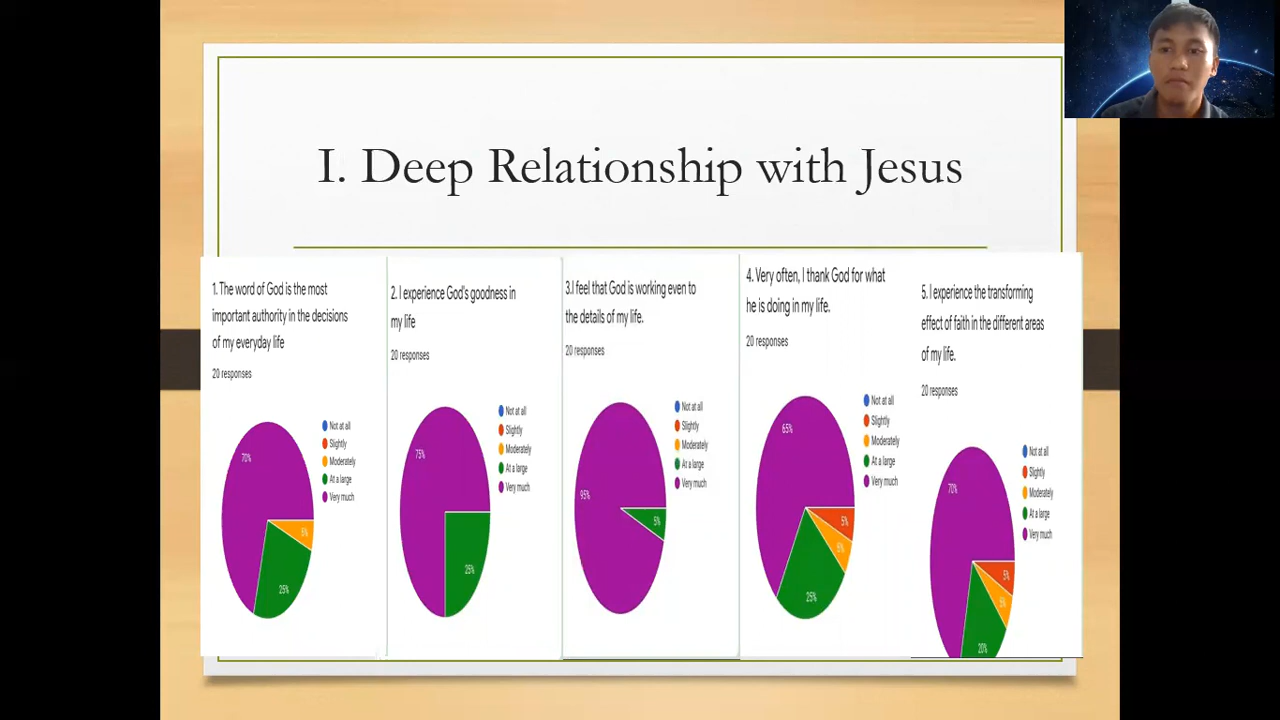 I. Deep Relationship with Jesus
1. The word of God is the most
important authority in the decisions
of my everyday life
20 responses
70%
5%
25%
Not at all
Slightly
Moderately
At a large
Very much
2. I experience God's goodness in
my life
20 responses
75%
25%
Not at all
Slightly
Moderately
At a large
Very much
3.I feel that God is working even to
the details of my life.
20 responses
95%
5%
Not at all
Slightly
Moderately
At a large
Very much
4. Very often, I thank God for what
he is doing in my life.
20 responses
65%
5%
5%
25%
Not at all
Slightly
Moderately
At a large
Very much
5. I experience the transforming
effect of faith in the different areas
of my life.
20 responses
70%
5%
5%
20%
Not at all
Slightly
Moderately
At a large
Very much